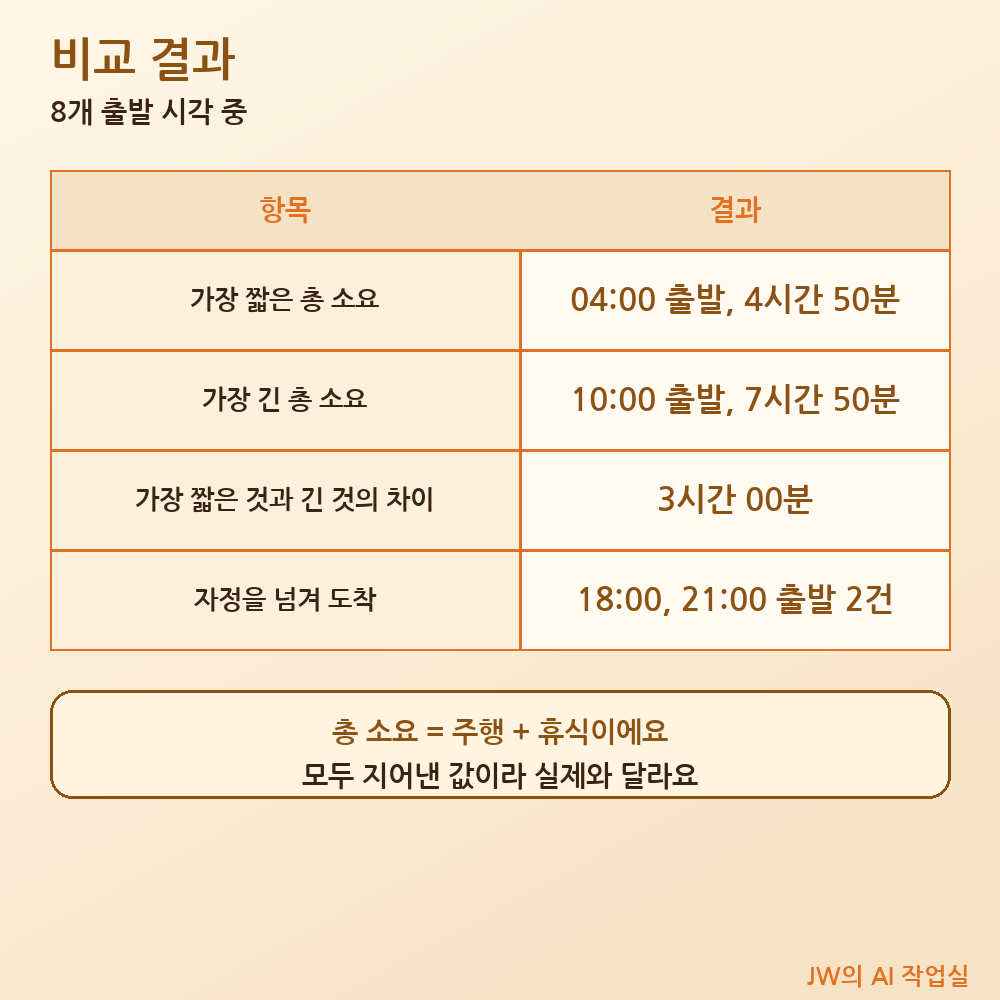 비교 결과
8개 출발 시각 중
항목 결과
가장 짧은 총 소요 04:00 출발, 4시간 50분
가장 긴 총 소요 10:00 출발, 7시간 50분
가장 짧은 것과 긴 것의 차이 3시간 00분
자정을 넘겨 도착 18:00, 21:00 출발 2건
총 소요 = 주행 + 휴식이에요
모두 지어낸 값이라 실제와 달라요
JW의 AI 작업실